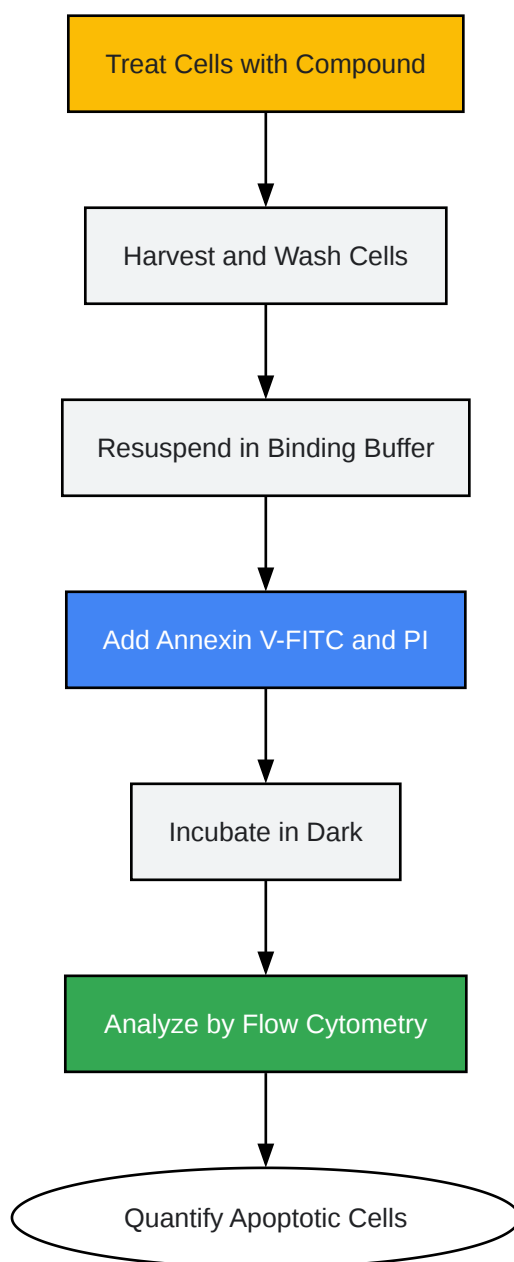 Treat Cells with Compound
Harvest and Wash Cells
Resuspend in Binding Buffer
Add Annexin V-FITC and PI
Incubate in Dark
Analyze by Flow Cytometry
Quantify Apoptotic Cells